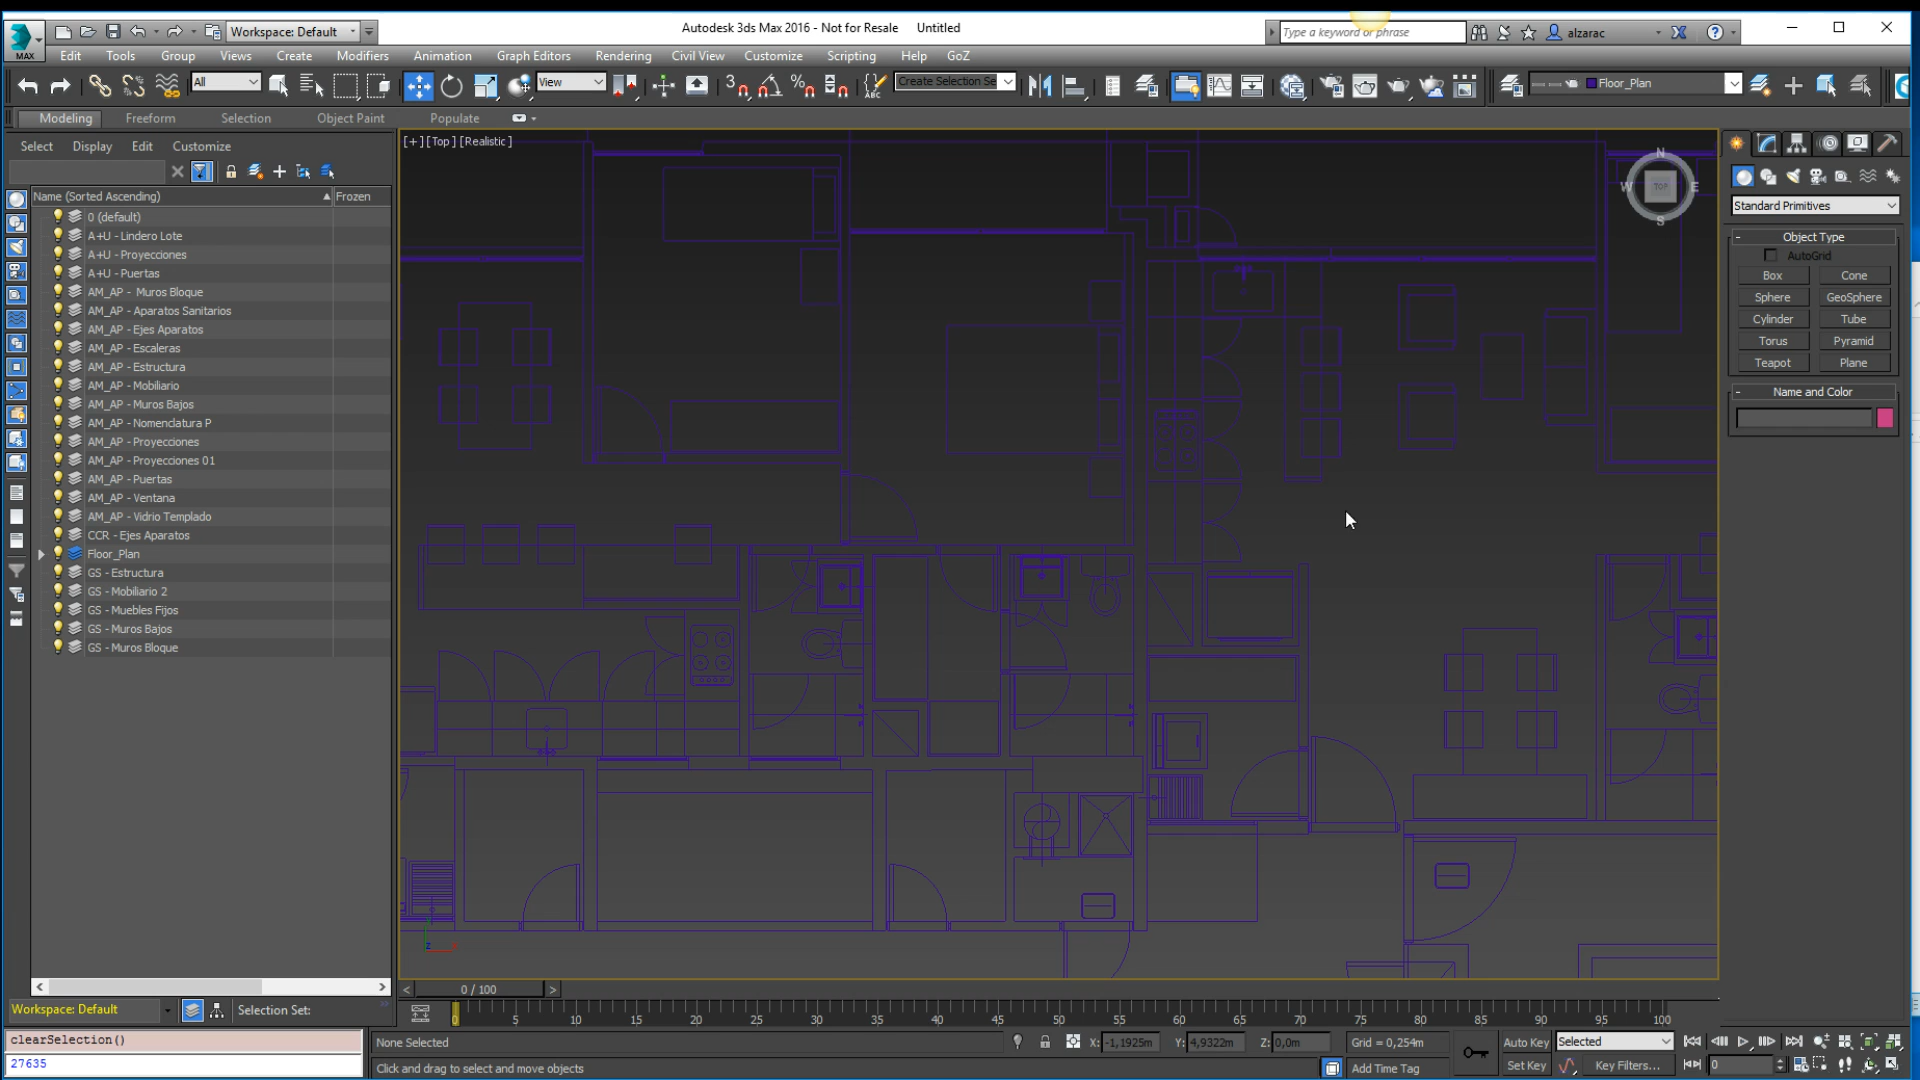 Autodesk 3ds Max 2016 - Not for Resale    Untitled
Workspace: Default
Type a keyword or phrase
alzarac
MAX
Edit Tools Group Views Create Modifiers Animation Graph Editors Rendering Civil View Customize Scripting Help GoZ
All
View
Create Selection Se
Floor_Plan
Modeling Freeform Selection Object Paint Populate
Select Display Edit Customize
Name (Sorted Ascending) Frozen
0 (default)
A+U - Lindero Lote
A+U - Proyecciones
A+U - Puertas
AM_AP - Muros Bloque
AM_AP - Aparatos Sanitarios
AM_AP - Ejes Aparatos
AM_AP - Escaleras
AM_AP - Estructura
AM_AP - Mobiliario
AM_AP - Muros Bajos
AM_AP - Nomenclatura P
AM_AP - Proyecciones
AM_AP - Proyecciones 01
AM_AP - Puertas
AM_AP - Ventana
AM_AP - Vidrio Templado
CCR - Ejes Aparatos
Floor_Plan
GS - Estructura
GS - Mobiliario 2
GS - Muebles Fijos
GS - Muros Bajos
GS - Muros Bloque
[+] [Top] [Realistic]
N
W TOP E
S
Standard Primitives
- Object Type
AutoGrid
Box Cone
Sphere GeoSphere
Cylinder Tube
Torus Pyramid
Teapot Plane
- Name and Color
< 0 / 100 >
0 5 10 15 20 25 30 35 40 45 50 55 60 65 70 75 80 85 90 95 100
Workspace: Default
Selection Set:
clearSelection()
27635
None Selected
X: -1,1925m Y: 4,9322m Z: 0,0m
Grid = 0,254m
Auto Key
Selected
Click and drag to select and move objects
Add Time Tag
Set Key
Key Filters...
0